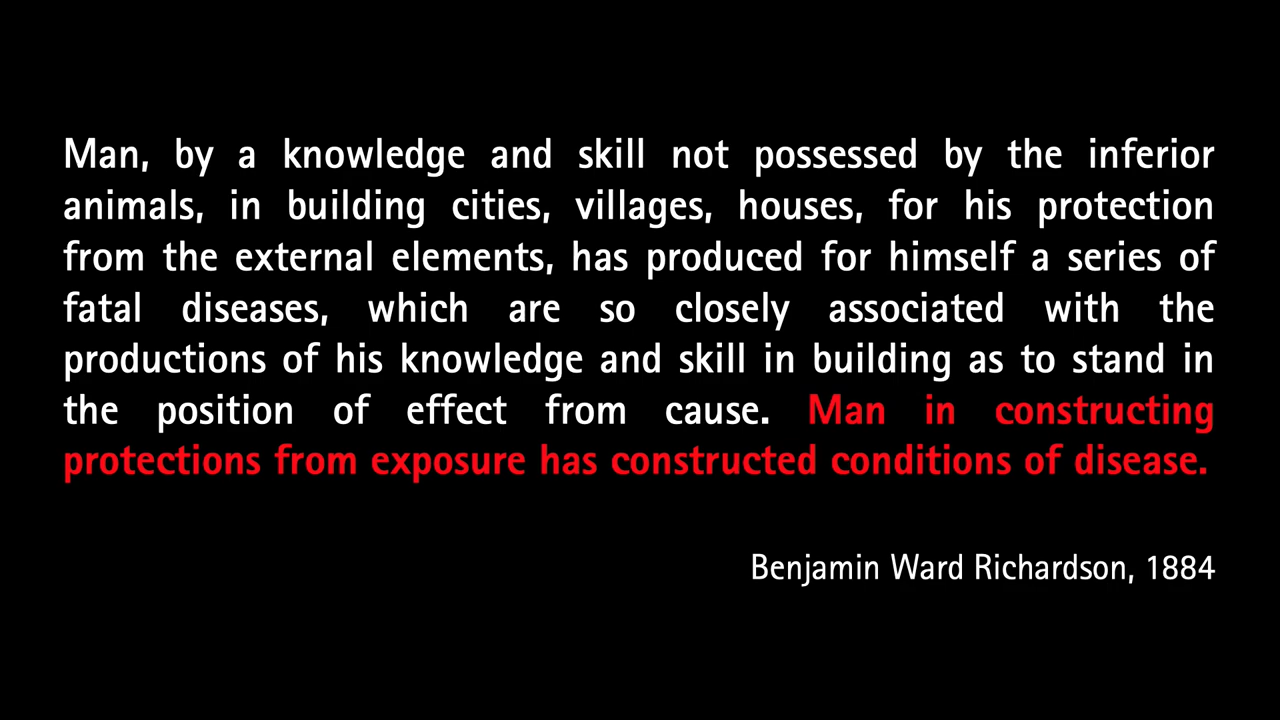 Man, by a knowledge and skill not possessed by the inferior
animals, in building cities, villages, houses, for his protection
from the external elements, has produced for himself a series of
fatal diseases, which are so closely associated with the
productions of his knowledge and skill in building as to stand in
the position of effect from cause. Man in constructing
protections from exposure has constructed conditions of disease.
Benjamin Ward Richardson, 1884